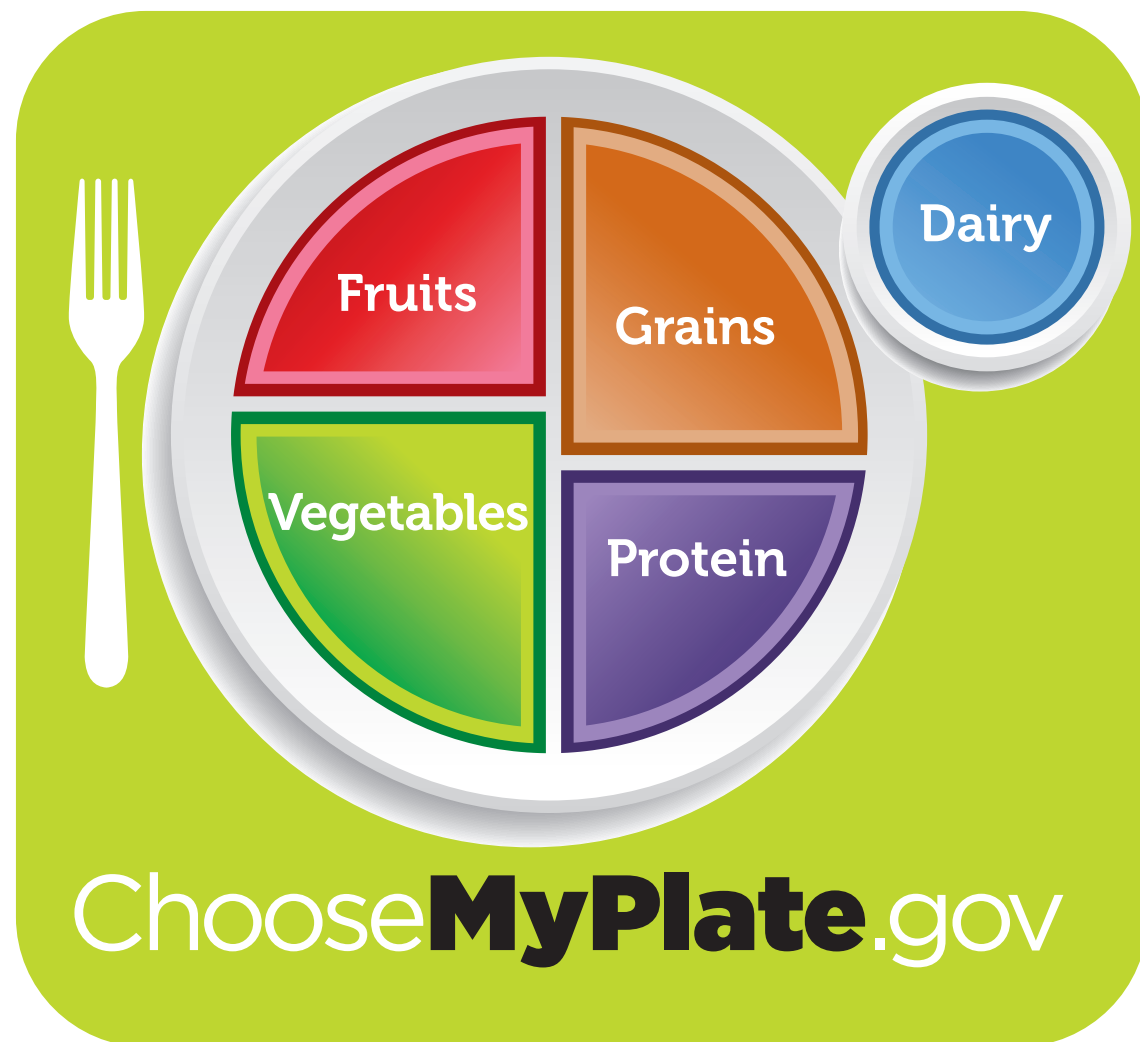 Fruits
Grains
Dairy
Vegetables
Protein
ChooseMyPlate.gov